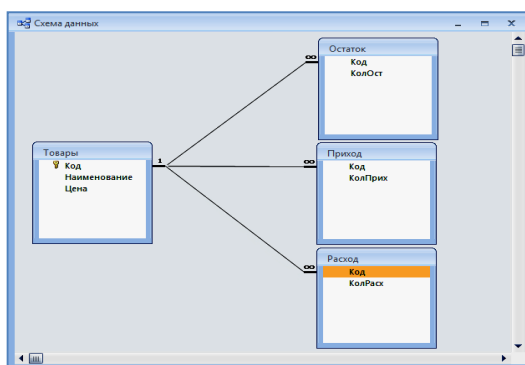 Схема данных
Остаток
Код
КолОст
∞
Товары
Код
Наименование
Цена
1
∞
Приход
Код
КолПрих
∞
Расход
Код
КолРасх